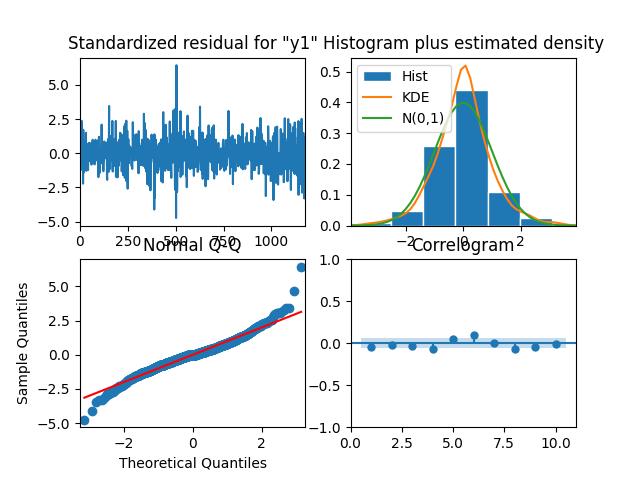 Standardized residual for "y1"
5.0
2.5
0.0
−2.5
−5.0
0 250 500 750 1000
Histogram plus estimated density
Hist
KDE
N(0,1)
0.5
0.4
0.3
0.2
0.1
0.0
−2 0 2
Normal Q-Q
Sample Quantiles
5.0
2.5
0.0
−2.5
−5.0
−2 0 2
Theoretical Quantiles
Correlogram
1.0
0.5
0.0
−0.5
−1.0
0.0 2.5 5.0 7.5 10.0